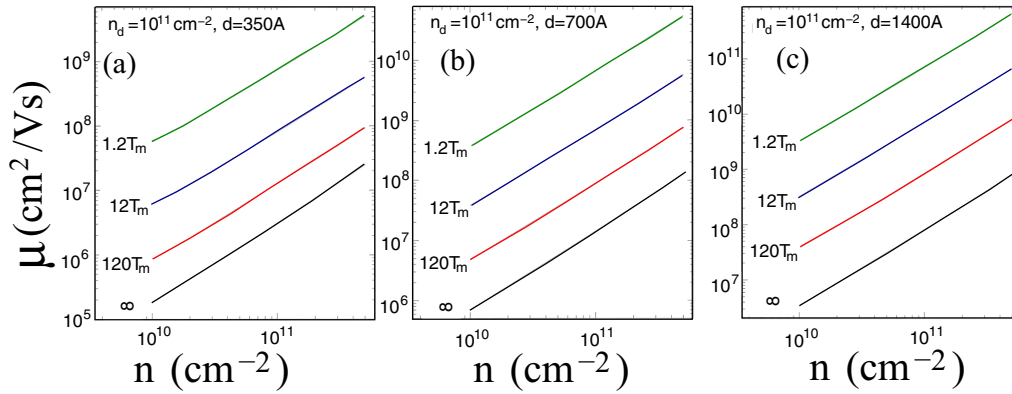 n_d=10^11 cm^-2, d=350A
(a)
10^9
10^8
10^7
10^6
10^5
1.2T_m
12T_m
120T_m
∞
10^10
10^11
n (cm^-2)
μ(cm^2/Vs)
n_d=10^11 cm^-2, d=700A
(b)
10^10
10^9
10^8
10^7
10^6
1.2T_m
12T_m
120T_m
∞
10^10
10^11
n (cm^-2)
n_d=10^11 cm^-2, d=1400A
(c)
10^11
10^10
10^9
10^8
10^7
1.2T_m
12T_m
120T_m
∞
10^10
10^11
n (cm^-2)